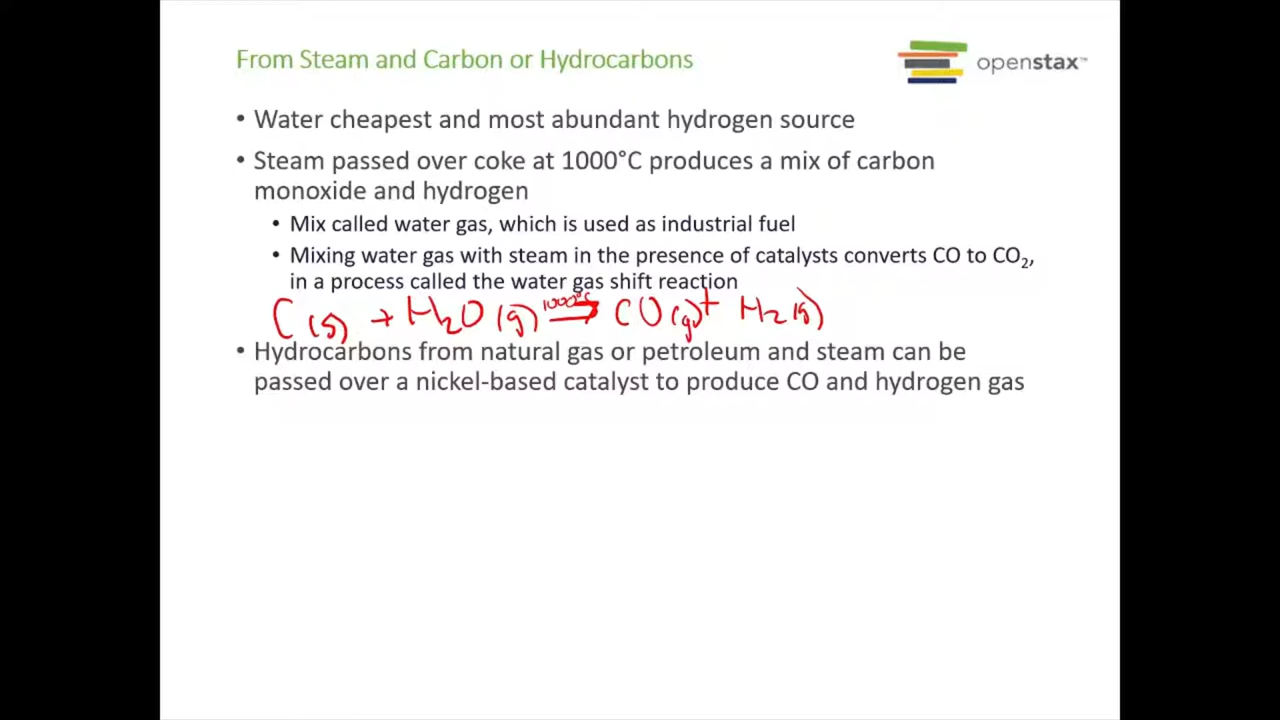 From Steam and Carbon or Hydrocarbons
openstax™
• Water cheapest and most abundant hydrogen source
• Steam passed over coke at 1000°C produces a mix of carbon
monoxide and hydrogen
• Mix called water gas, which is used as industrial fuel
• Mixing water gas with steam in the presence of catalysts converts CO to CO₂,
in a process called the water gas shift reaction
C(s) + H₂O(g) 1000°C → CO(g) + H₂(g)
• Hydrocarbons from natural gas or petroleum and steam can be
passed over a nickel-based catalyst to produce CO and hydrogen gas